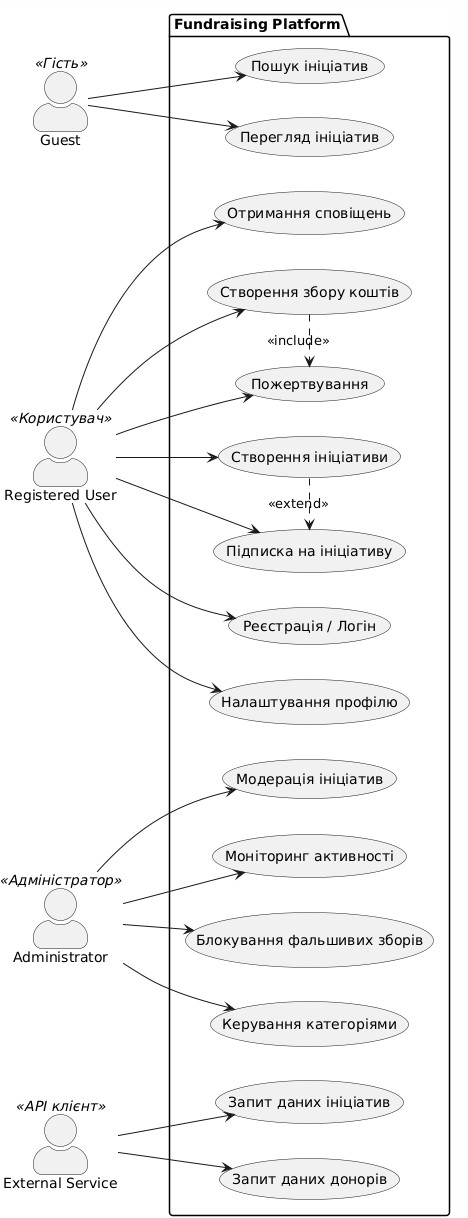 Fundraising Platform
«Гість»
Guest
Пошук ініціатив
Перегляд ініціатив
Отримання сповіщень
Створення збору коштів
«include»
Пожертвування
«Користувач»
Registered User
Створення ініціативи
«extend»
Підписка на ініціативу
Реєстрація / Логін
Налаштування профілю
Модерація ініціатив
Моніторинг активності
«Адміністратор»
Administrator
Блокування фальшивих зборів
Керування категоріями
«API клієнт»
External Service
Запит даних ініціатив
Запит даних донорів